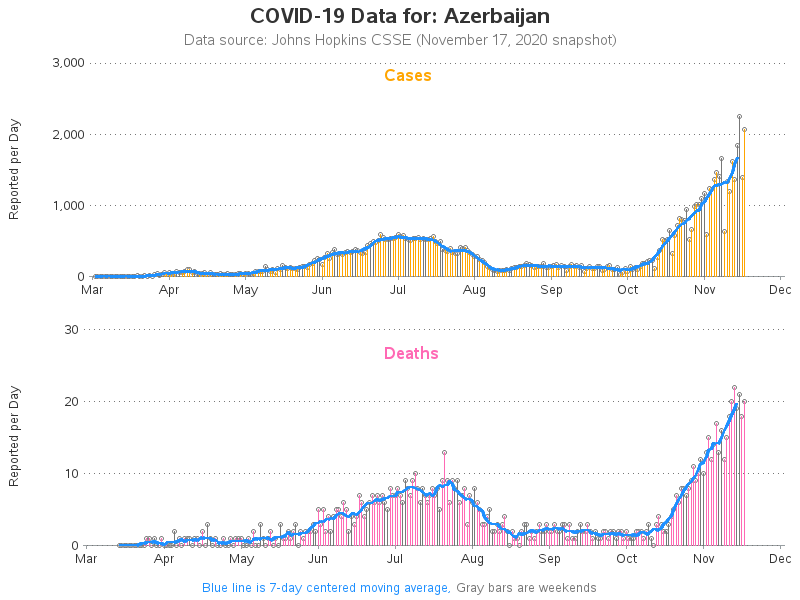 COVID-19 Data for: Azerbaijan
Data source: Johns Hopkins CSSE (November 17, 2020 snapshot)
Cases
Reported per Day
3,000
2,000
1,000
0
Mar Apr May Jun Jul Aug Sep Oct Nov Dec
Deaths
Reported per Day
30
20
10
0
Mar Apr May Jun Jul Aug Sep Oct Nov Dec
Blue line is 7-day centered moving average, Gray bars are weekends